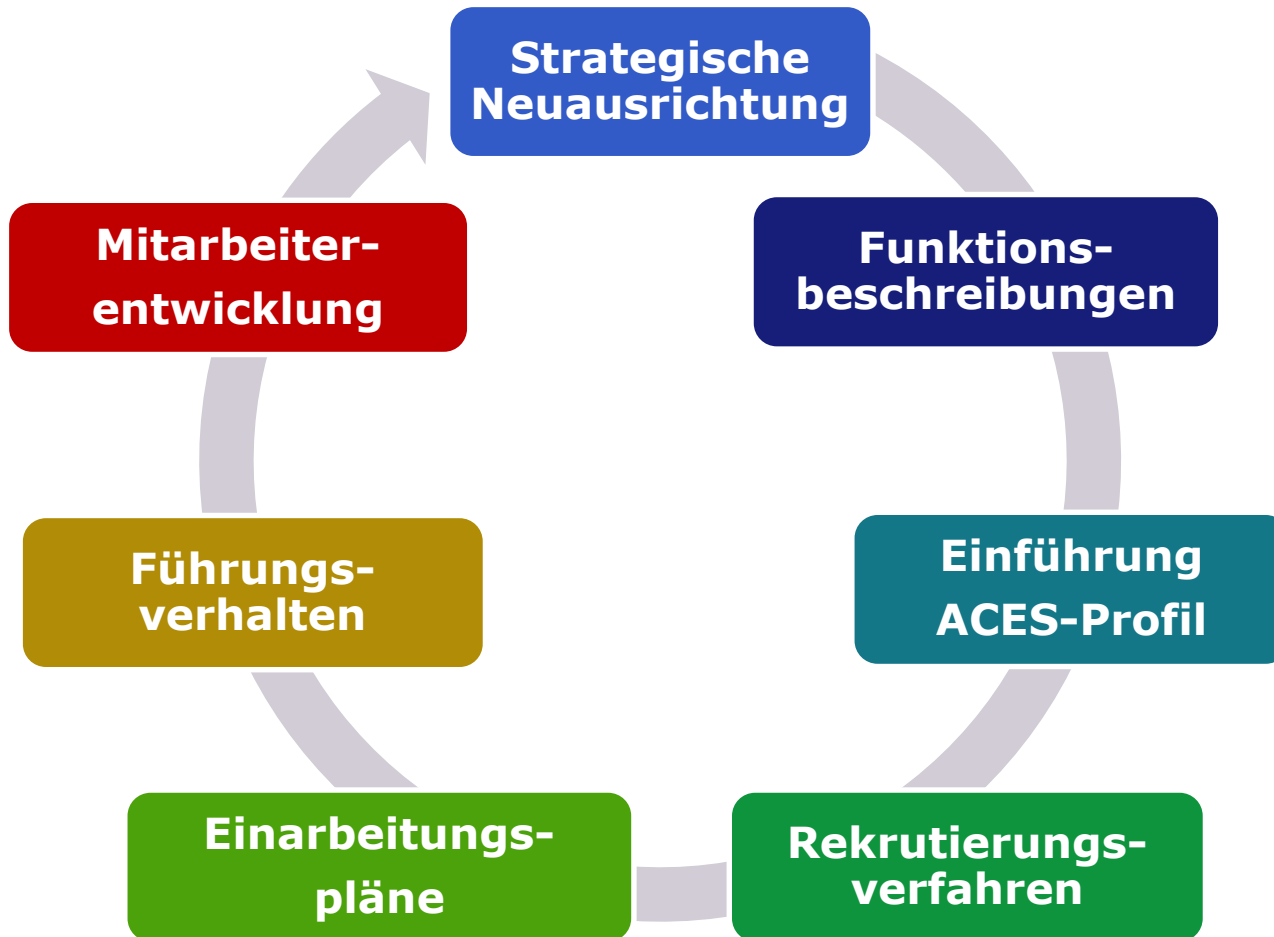 Strategische
Neuausrichtung
Funktions-
beschreibungen
Einführung
ACES-Profil
Rekrutierungs-
verfahren
Einarbeitungs-
pläne
Führungs-
verhalten
Mitarbeiter-
entwicklung